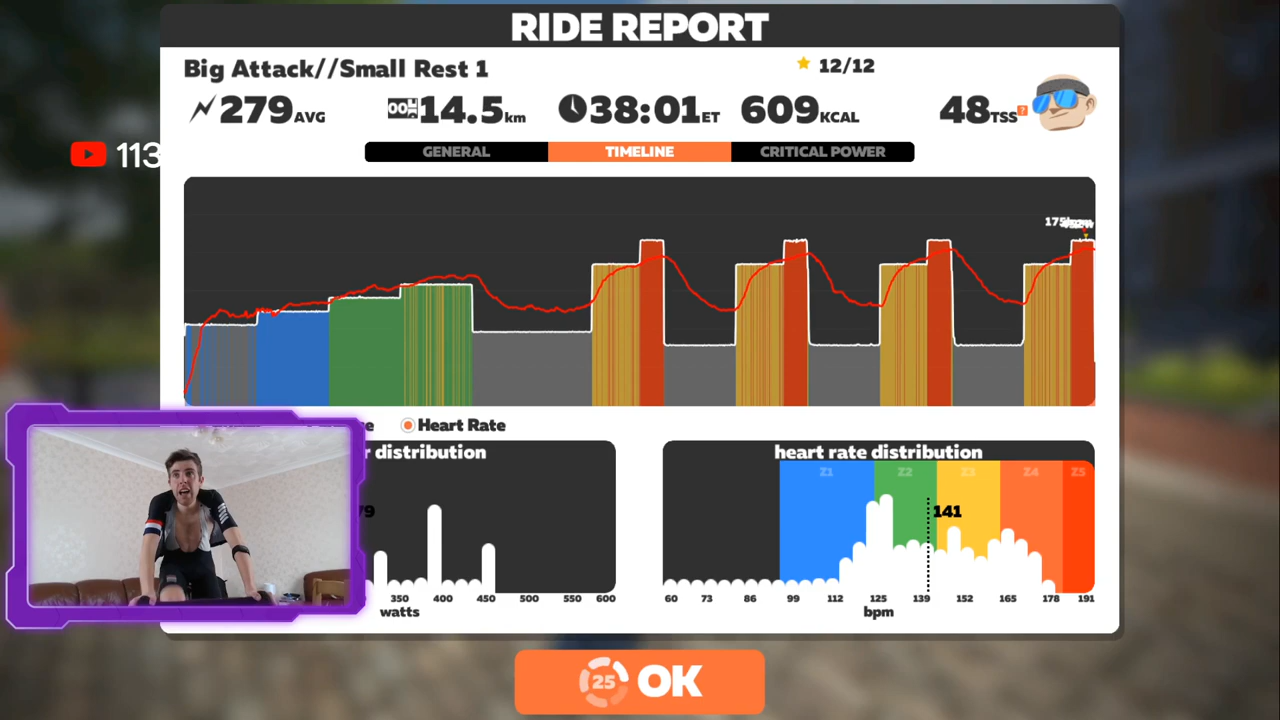 RIDE REPORT
Big Attack//Small Rest 1
12/12
279AVG
14.5km
38:01ET
609KCAL
48TSS?
113
GENERAL
TIMELINE
CRITICAL POWER
Heart Rate
distribution
heart rate distribution
Z1 Z2 Z3 Z4 Z5
141
350 400 450 500 550 600
watts
60 73 86 99 112 125 139 152 165 178 191
bpm
25 OK